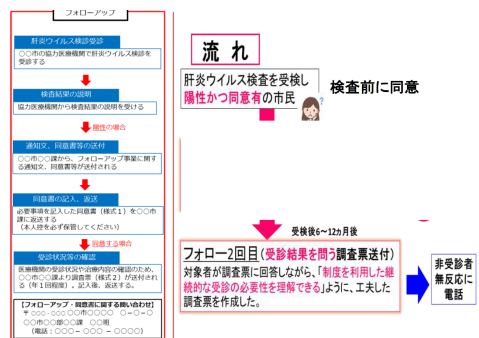 フォローアップ
肝炎ウイルス検診受診
○○市の協力医療機関で肝炎ウイルス検診を
受診する
検査結果の説明
協力医療機関から検査結果の説明を受ける
陽性の場合
通知文、同意書等の送付
○○市○○課から、フォローアップ事業に関す
る通知文、同意書等が送付される
同意書の記入、返送
必要事項を記入した同意書（様式１）を○○市
課に返送する
（本人控を必ず保管してください）
同意する場合
受診状況等の確認
医療機関の受診状況や治療内容の確認のため、
○○市○○課より調査票（様式２）が送付され
る（年１回程度）。記入後、返送する。
【フォローアップ・同意書に関する問い合わせ】
〒○○○-○○○○ ○○市○○○○ ○-○-○
○○市○○部○○課 ○○班
（電話：○○○- ○○○ - ○○○○）
流れ
肝炎ウイルス検査を受検し
陽性かつ同意有の市民
検査前に同意
受検後6～12カ月後
フォロー2回目（受診結果を問う調査票送付）
対象者が調査票に回答しながら、「制度を利用した継
続的な受診の必要性を理解できる」ように、工夫した
調査票を作成した。
非受診者
無反応に
電話